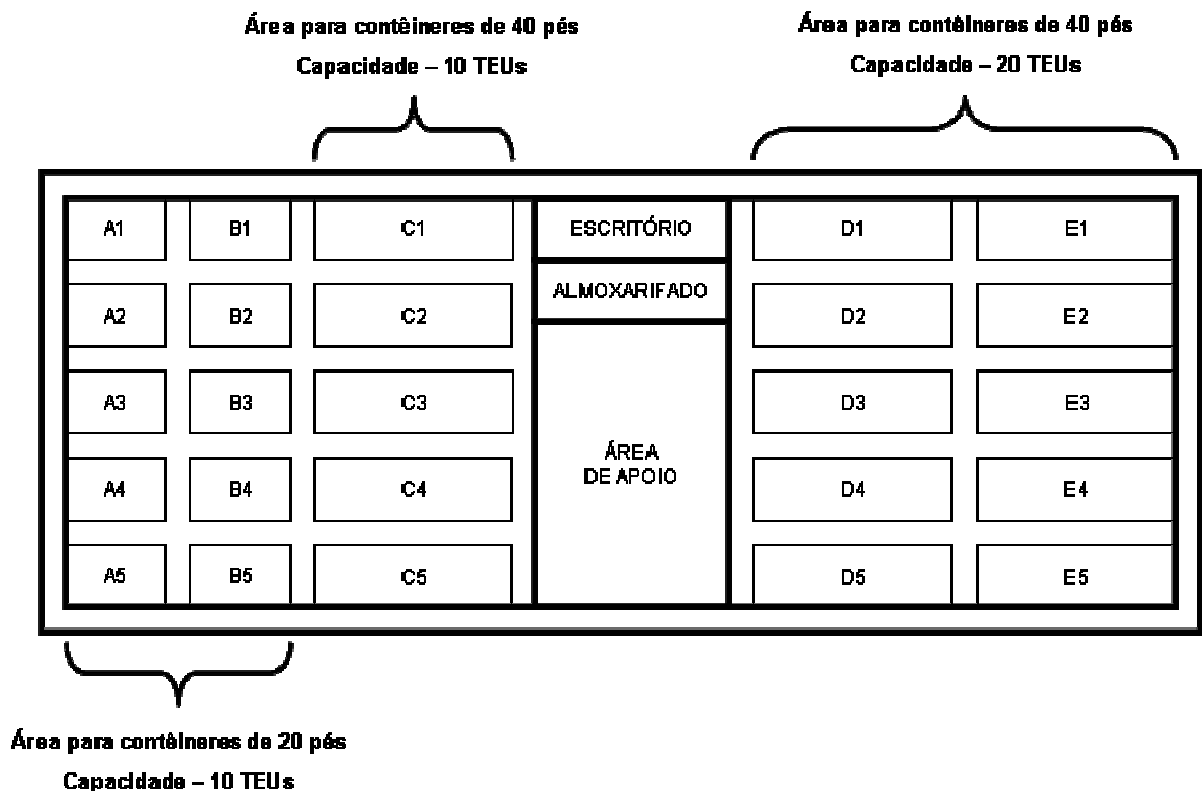 Área para contêineres de 40 pés
Capacidade – 10 TEUs
Área para contêineres de 40 pés
Capacidade – 20 TEUs
A1 B1 C1 ESCRITÓRIO D1 E1
ALMOXARIFADO
A2 B2 C2 D2 E2
A3 B3 C3 D3 E3
ÁREA
DE APOIO
A4 B4 C4 D4 E4
A5 B5 C5 D5 E5
Área para contêineres de 20 pés
Capacidade – 10 TEUs